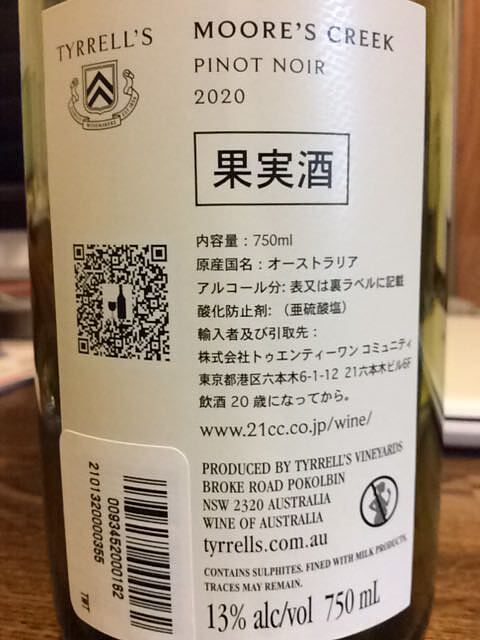 TYRRELL'S
MOORE'S CREEK
PINOT NOIR
2020
果実酒
内容量：750ml
原産国名：オーストラリア
アルコール分: 表又は裏ラベルに記載
酸化防止剤: （亜硫酸塩）
輸入者及び引取先：
株式会社トゥエンティーワン コミュニティ
東京都港区六本木6-1-12 21六本木ビル6F
飲酒 20 歳になってから。
www.21cc.co.jp/wine/
PRODUCED BY TYRRELL'S VINEYARDS
BROKE ROAD POKOLBIN
NSW 2320 AUSTRALIA
WINE OF AUSTRALIA
tyrrells.com.au
CONTAINS SULPHITES. FINED WITH MILK PRODUCTS.
TRACES MAY REMAIN.
13% alc/vol 750 mL
0093452000162
2101320000355